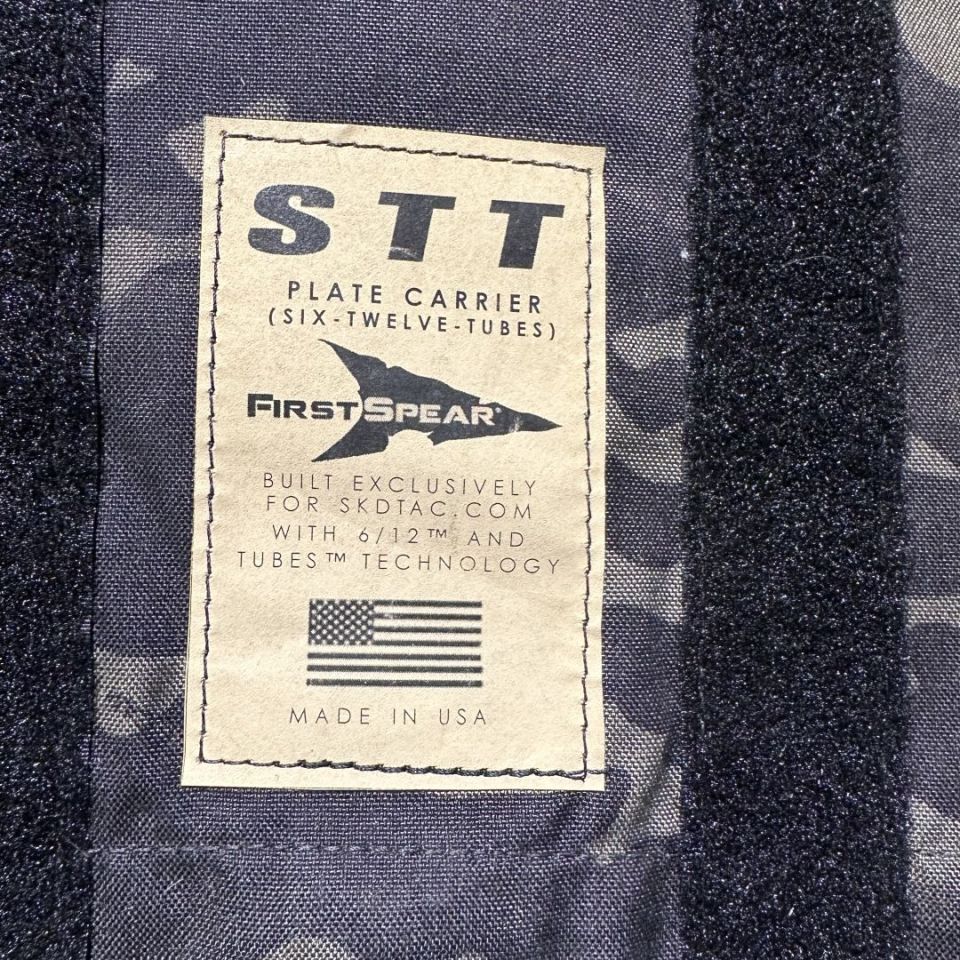 STT
PLATE CARRIER
(SIX-TWELVE-TUBES)
FIRSTSPEAR®
BUILT EXCLUSIVELY
FOR SKDTAC.COM
WITH 6/12™ AND
TUBES™ TECHNOLOGY
MADE IN USA